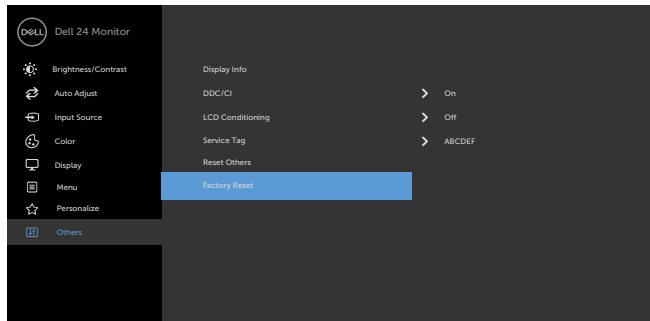 DELL Dell 24 Monitor
Brightness/Contrast Display Info
Auto Adjust DDC/CI On
Input Source LCD Conditioning Off
Color Service Tag ABCDEF
Display Reset Others
Menu Factory Reset
Personalize
Others